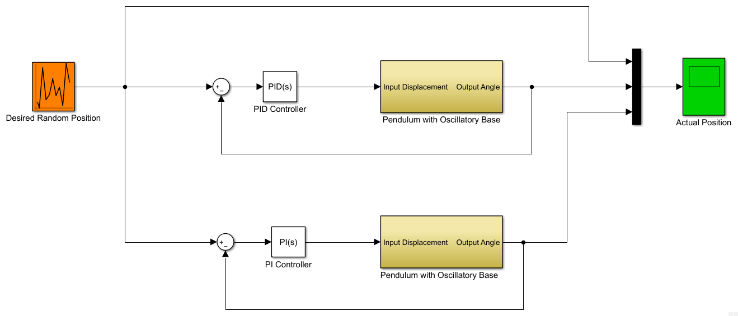 Desired Random Position
+
−
PID(s)
PID Controller
Input Displacement Output Angle
Pendulum with Oscillatory Base
Actual Position
+
−
PI(s)
PI Controller
Input Displacement Output Angle
Pendulum with Oscillatory Base